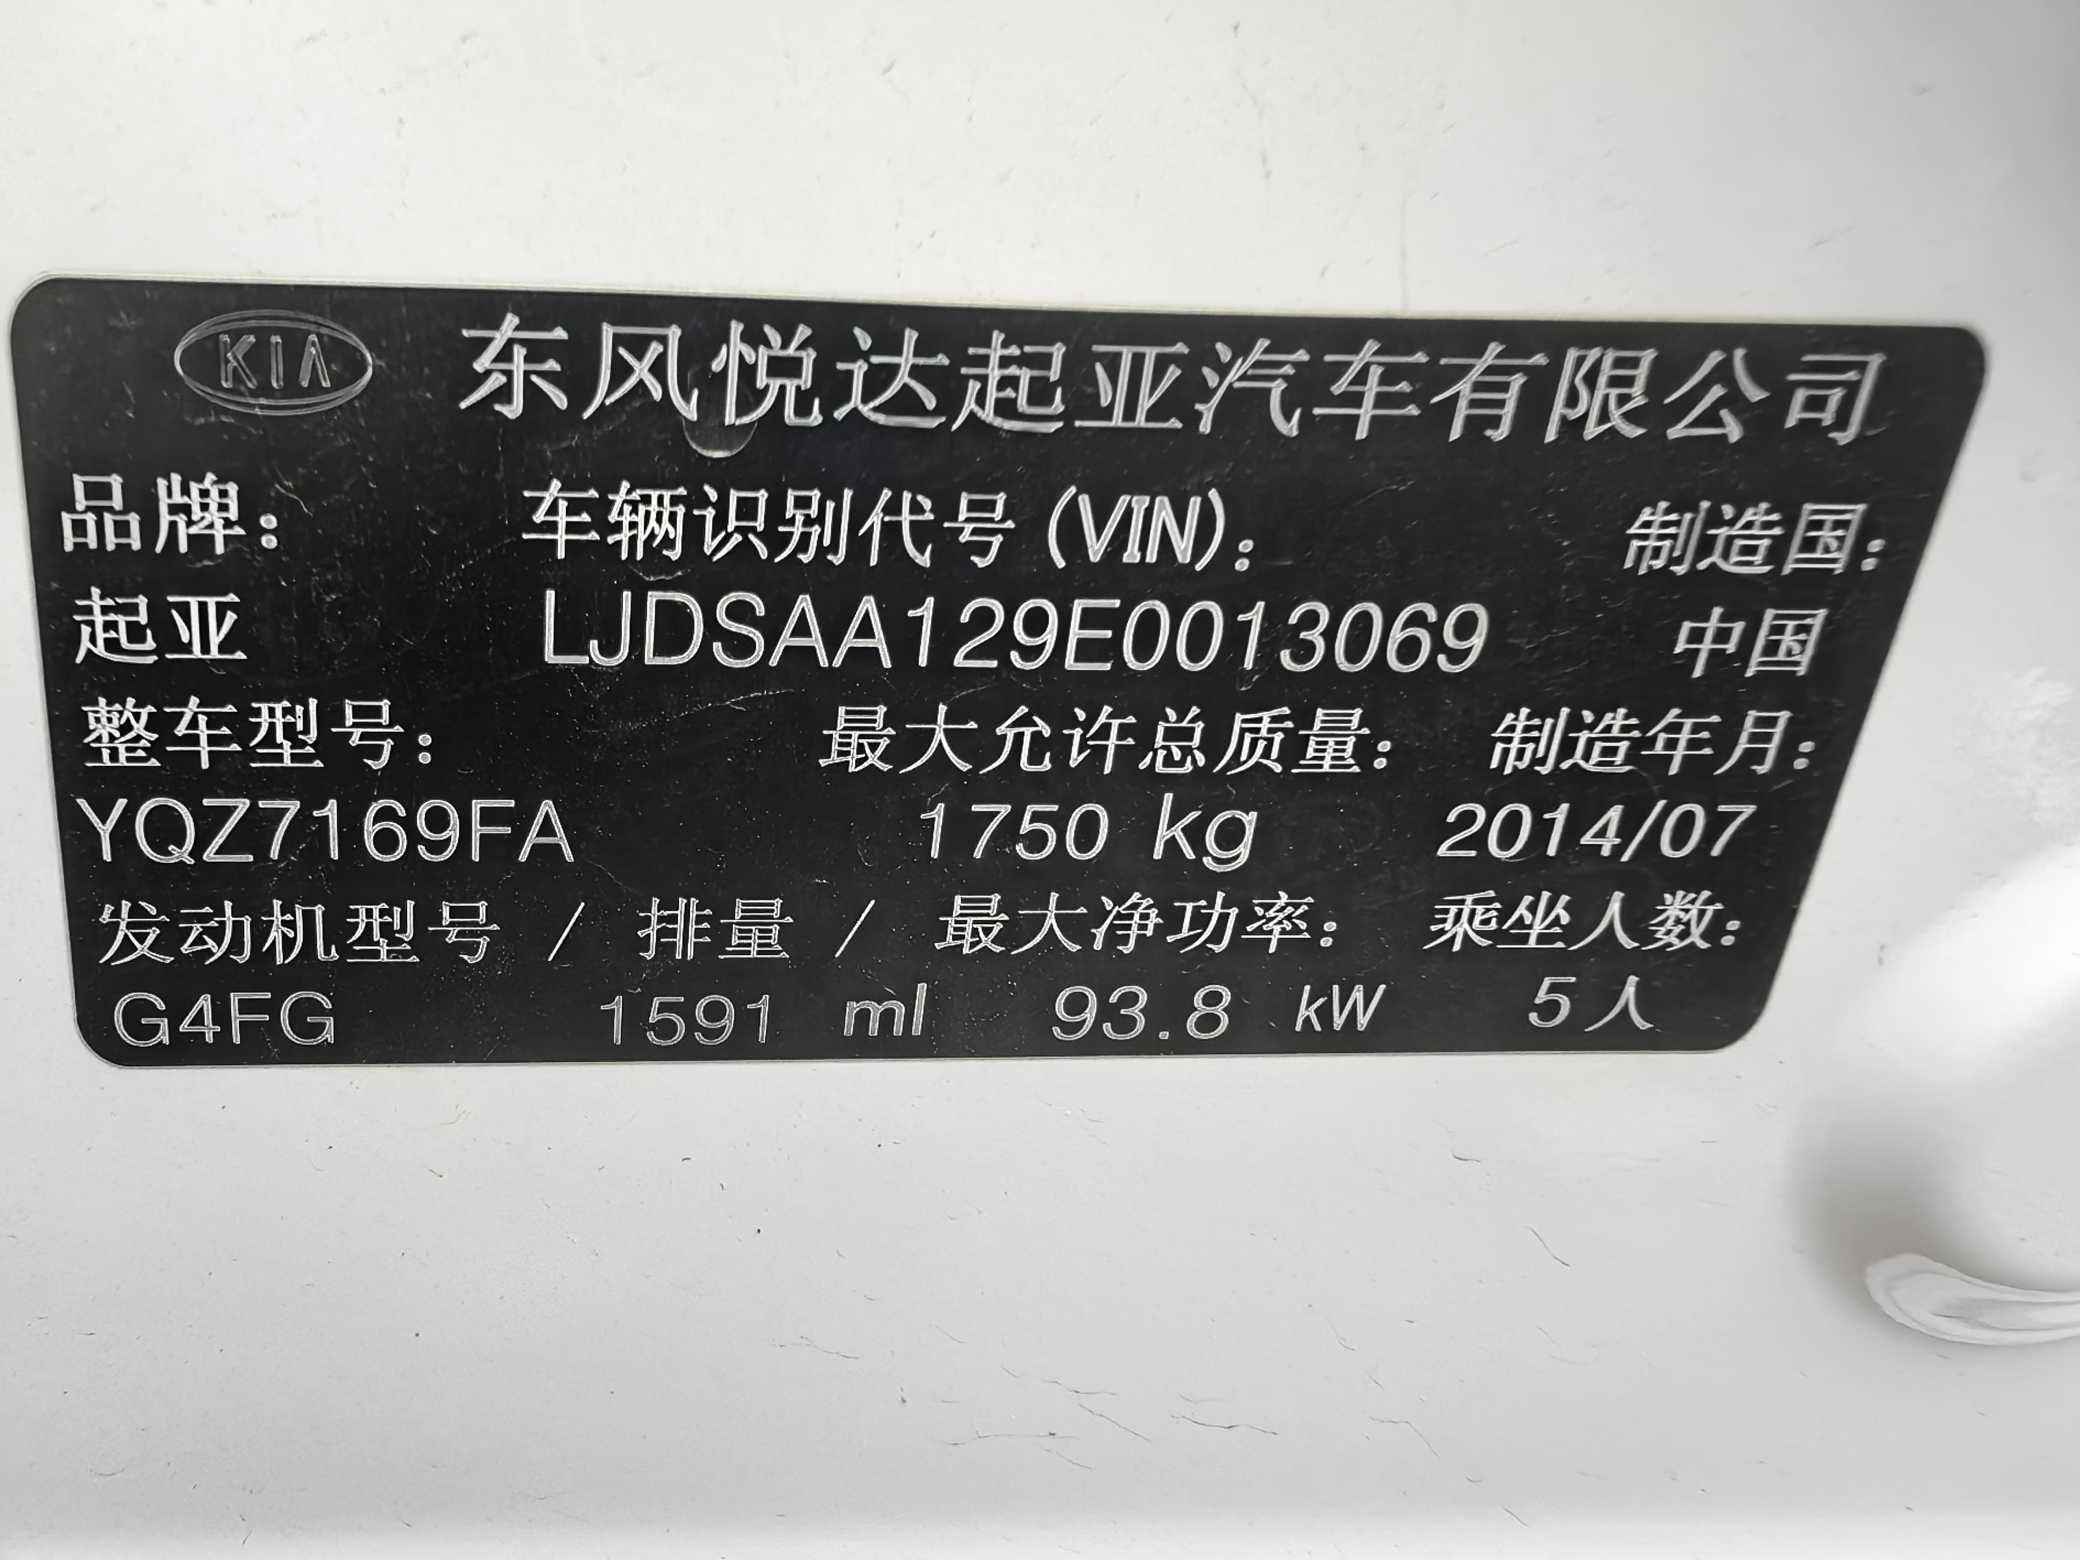 KIA 东风悦达起亚汽车有限公司
品牌: 车辆识别代号(VIN): 制造国:
起亚 LJDSAA129E0013069 中国
整车型号: 最大允许总质量: 制造年月:
YQZ7169FA 1750 kg 2014/07
发动机型号 / 排量 / 最大净功率: 乘坐人数:
G4FG 1591 ml 93.8 kW 5人